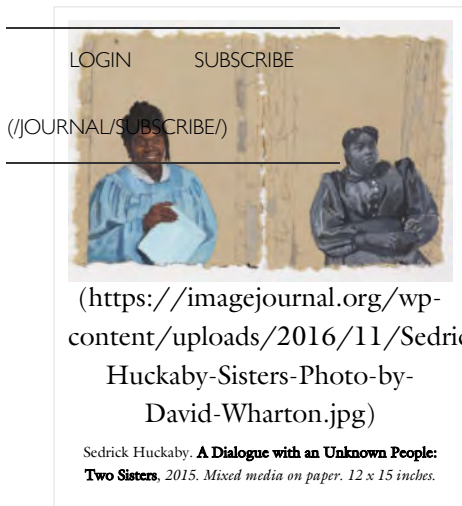 LOGIN SUBSCRIBE
(/JOURNAL/SUBSCRIBE/)
(https://imagejournal.org/wp-
content/uploads/2016/11/Sedric
Huckaby-Sisters-Photo-by-
David-Wharton.jpg)
Sedrick Huckaby. A Dialogue with an Unknown People:
Two Sisters, 2015. Mixed media on paper. 12 x 15 inches.